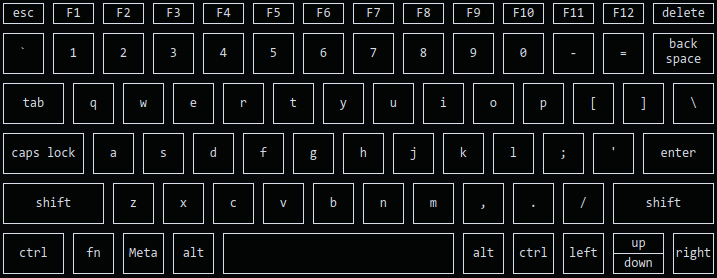 esc F1 F2 F3 F4 F5 F6 F7 F8 F9 F10 F11 F12 delete
` 1 2 3 4 5 6 7 8 9 0 - = back space
tab q w e r t y u i o p [ ] \
caps lock a s d f g h j k l ; ' enter
shift z x c v b n m , . / shift
ctrl fn Meta alt alt ctrl left up down right